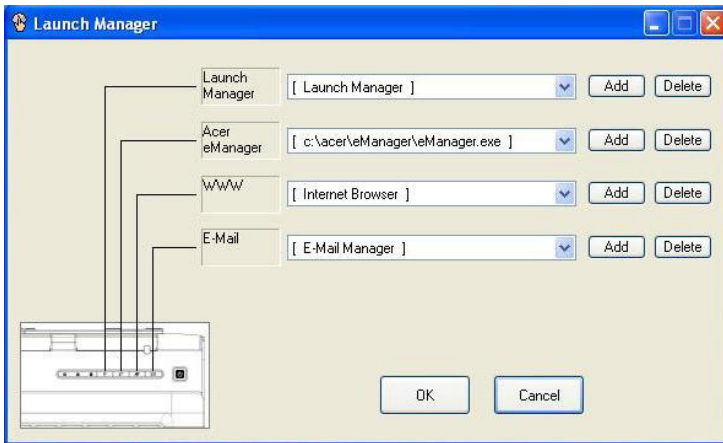 Launch Manager
Launch
Manager
[ Launch Manager ]
Add
Delete
Acer
eManager
[ c:\acer\eManager\eManager.exe ]
Add
Delete
WWW
[ Internet Browser ]
Add
Delete
E-Mail
[ E-Mail Manager ]
Add
Delete
OK
Cancel